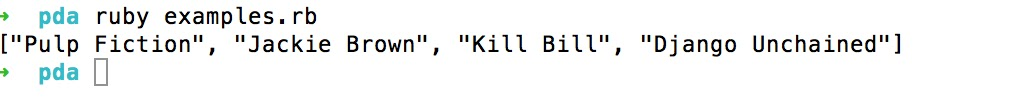 ➜ pda ruby examples.rb
["Pulp Fiction", "Jackie Brown", "Kill Bill", "Django Unchained"]
➜ pda